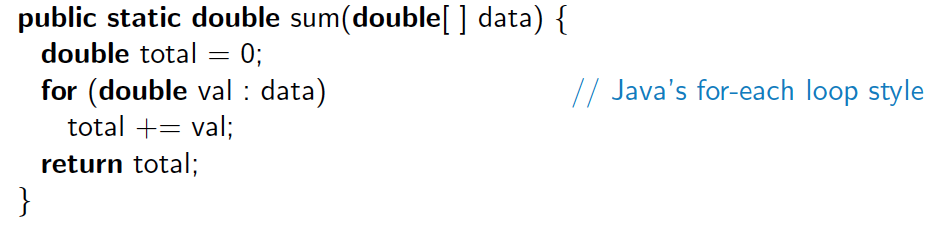 public static double sum(double[ ] data) {
double total = 0;
for (double val : data) // Java's for-each loop style
total += val;
return total;
}